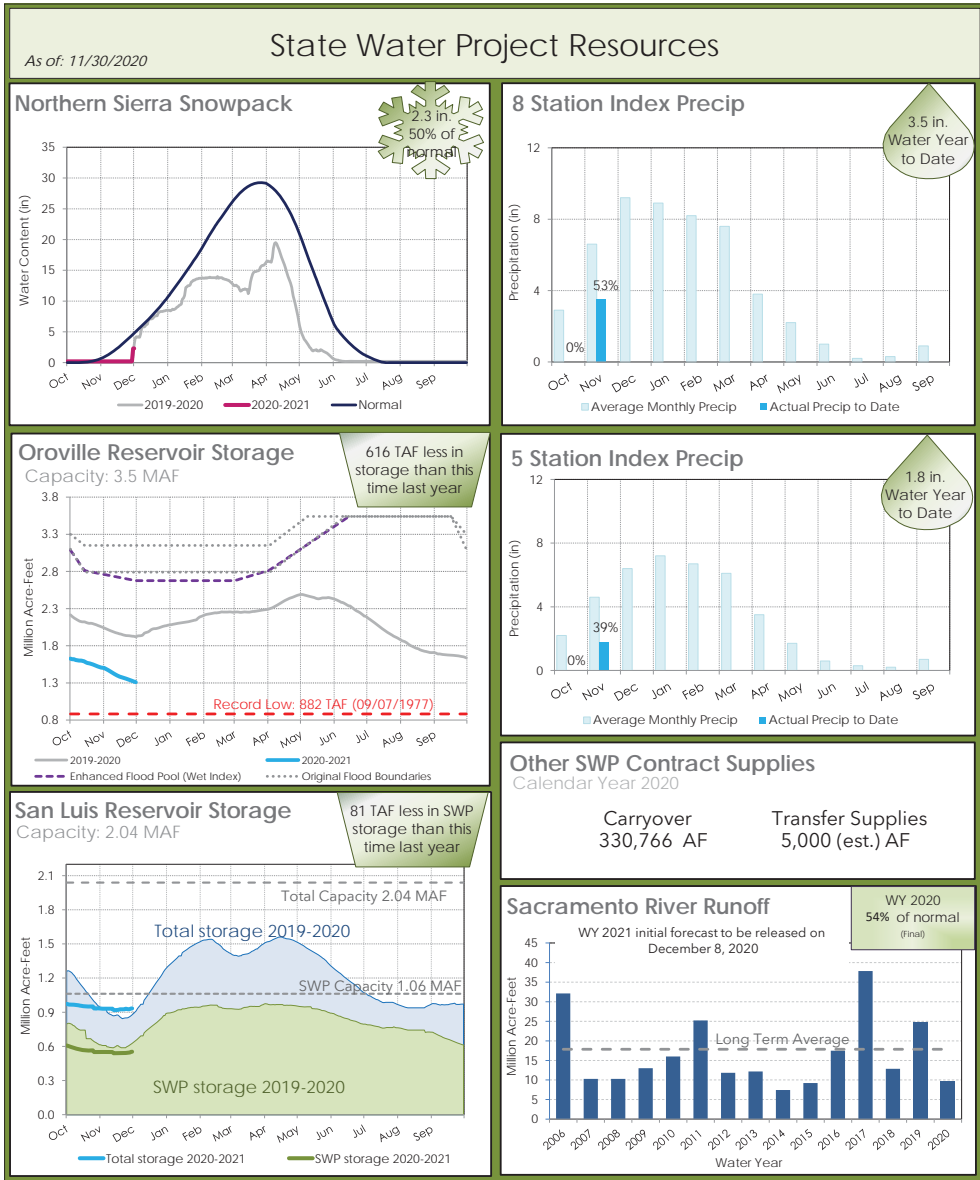 State Water Project Resources
As of: 11/30/2020
Northern Sierra Snowpack
2.3 in.
50% of
normal
35
30
25
20
15
10
5
0
Water Content (in)
Oct Nov Dec Jan Feb Mar Apr May Jun Jul Aug Sep
2019-2020 2020-2021 Normal
8 Station Index Precip
3.5 in.
Water Year
to Date
12
8
4
0
Precipitation (in)
0%
53%
Oct Nov Dec Jan Feb Mar Apr May Jun Jul Aug Sep
Average Monthly Precip Actual Precip to Date
Oroville Reservoir Storage
Capacity: 3.5 MAF
616 TAF less in
storage than this
time last year
3.8
3.3
2.8
2.3
1.8
1.3
0.8
Million Acre-Feet
Record Low: 882 TAF (09/07/1977)
Oct Nov Dec Jan Feb Mar Apr May Jun Jul Aug Sep
2019-2020 2020-2021
Enhanced Flood Pool (Wet Index) Original Flood Boundaries
5 Station Index Precip
1.8 in.
Water Year
to Date
12
8
4
0
Precipitation (in)
0%
39%
Oct Nov Dec Jan Feb Mar Apr May Jun Jul Aug Sep
Average Monthly Precip Actual Precip to Date
Other SWP Contract Supplies
Calendar Year 2020
Carryover Transfer Supplies
330,766 AF 5,000 (est.) AF
San Luis Reservoir Storage
Capacity: 2.04 MAF
81 TAF less in SWP
storage than this
time last year
2.1
1.8
1.5
1.2
0.9
0.6
0.3
0.0
Million Acre-Feet
Total Capacity 2.04 MAF
Total storage 2019-2020
SWP Capacity 1.06 MAF
SWP storage 2019-2020
Oct Nov Dec Jan Feb Mar Apr May Jun Jul Aug Sep
Total storage 2020-2021 SWP storage 2020-2021
Sacramento River Runoff
WY 2020
54% of normal
(Final)
WY 2021 initial forecast to be released on
December 8, 2020
45
40
35
30
25
20
15
10
5
0
Million Acre-Feet
Long Term Average
2006 2007 2008 2009 2010 2011 2012 2013 2014 2015 2016 2017 2018 2019 2020
Water Year